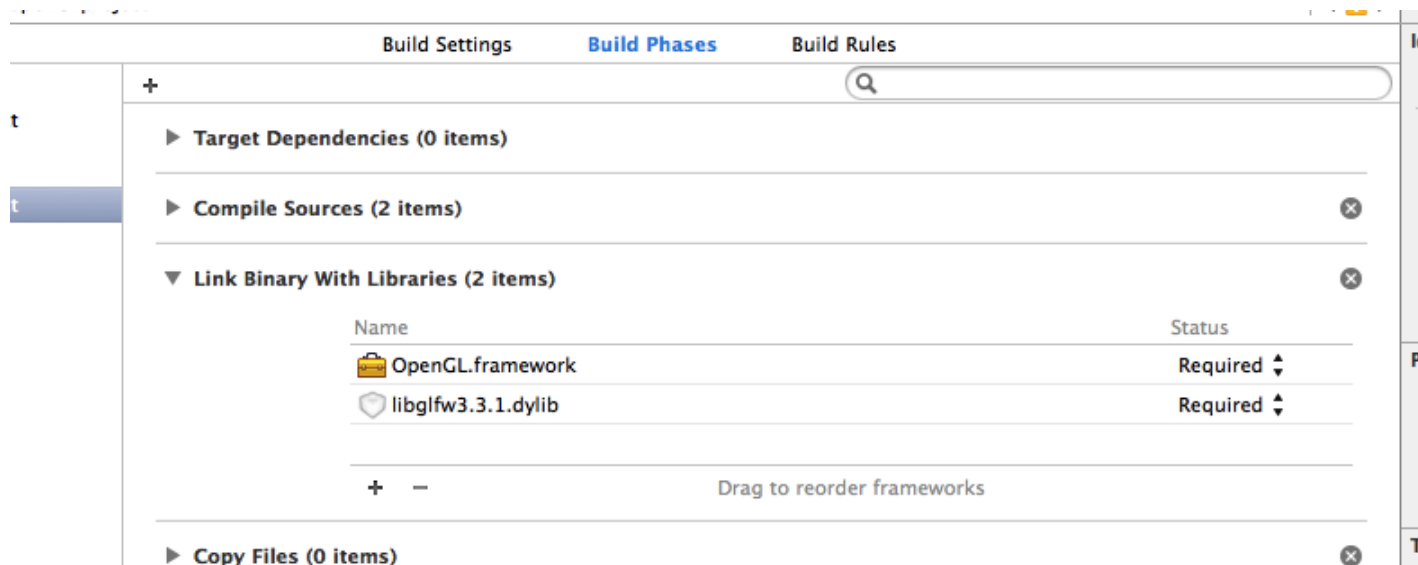 Build Settings Build Phases Build Rules
t
Target Dependencies (0 items)
t
Compile Sources (2 items)
Link Binary With Libraries (2 items)
Name Status
OpenGL.framework Required
libglfw3.3.1.dylib Required
+ − Drag to reorder frameworks
Copy Files (0 items)